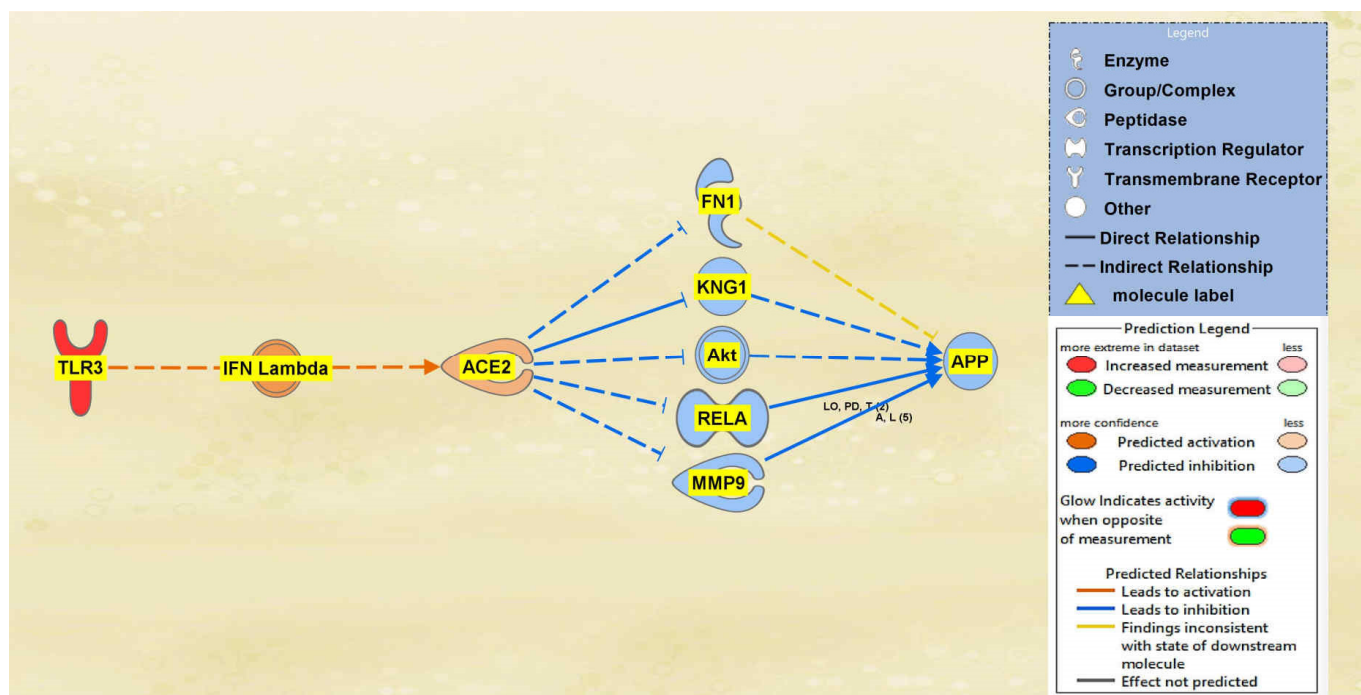 TLR3
IFN Lambda
ACE2
FN1
KNG1
Akt
RELA
MMP9
LO, PD, T (2)
A, L (5)
APP
Legend
Enzyme
Group/Complex
Peptidase
Transcription Regulator
Transmembrane Receptor
Other
Direct Relationship
Indirect Relationship
molecule label
Prediction Legend
more extreme in dataset less
Increased measurement
Decreased measurement
more confidence less
Predicted activation
Predicted inhibition
Glow Indicates activity
when opposite
of measurement
Predicted Relationships
Leads to activation
Leads to inhibition
Findings inconsistent
with state of downstream
molecule
Effect not predicted